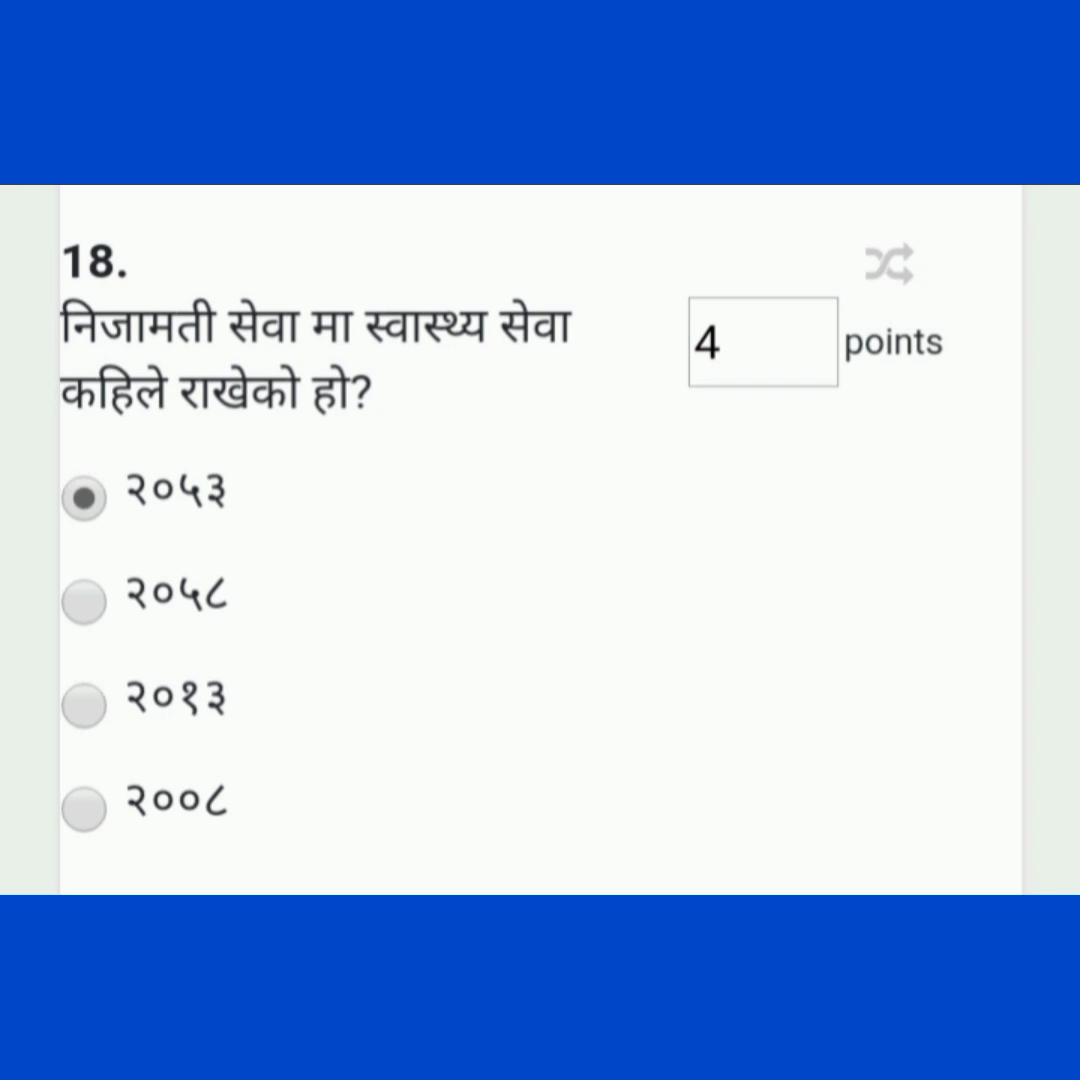 18.
निजामती सेवा मा स्वास्थ्य सेवा
कहिले राखेको हो?
4 points
२०५३
२०५८
२०१३
२००८